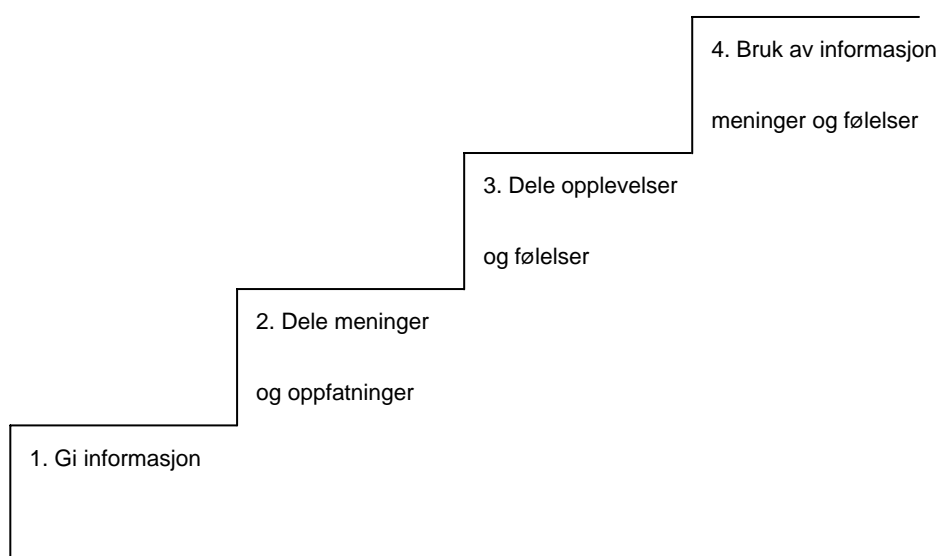 4. Bruk av informasjon
meninger og følelser
3. Dele opplevelser
og følelser
2. Dele meninger
og oppfatninger
1. Gi informasjon